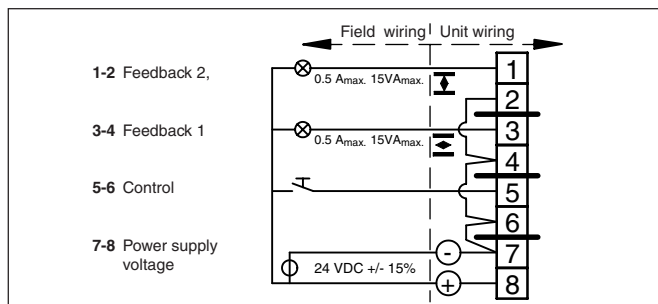 Field wiring Unit wiring
1-2 Feedback 2,
0.5 Amax. 15VAmax.
1
2
3-4 Feedback 1
0.5 Amax. 15VAmax.
3
4
5-6 Control
5
6
7-8 Power supply
voltage
24 VDC +/- 15%
-
7
+
8